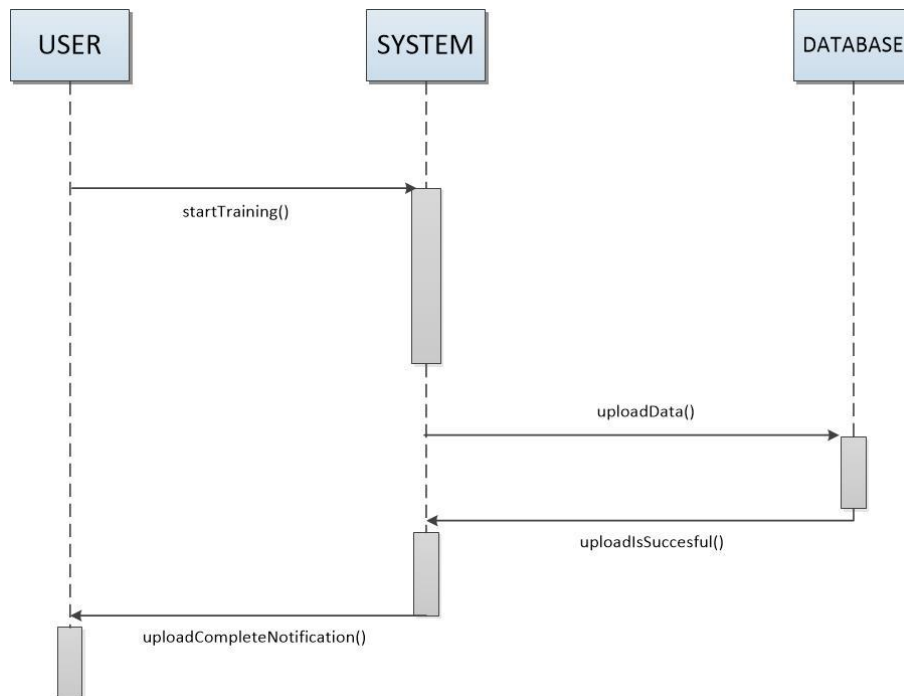 USER
SYSTEM
DATABASE
startTraining()
uploadData()
uploadIsSuccesful()
uploadCompleteNotification()